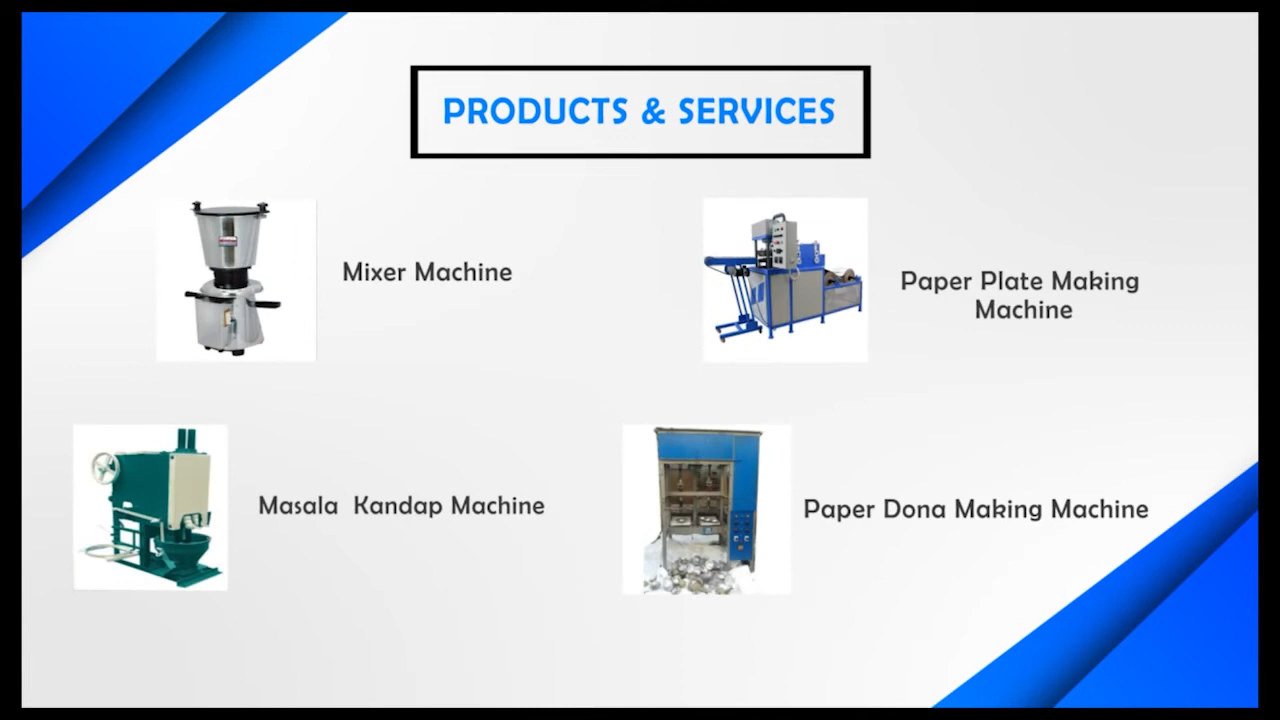 PRODUCTS & SERVICES
Mixer Machine
Paper Plate Making
Machine
Masala Kandap Machine
Paper Dona Making Machine